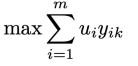 max ∑_{i=1}^{m} u_i y_{ik}